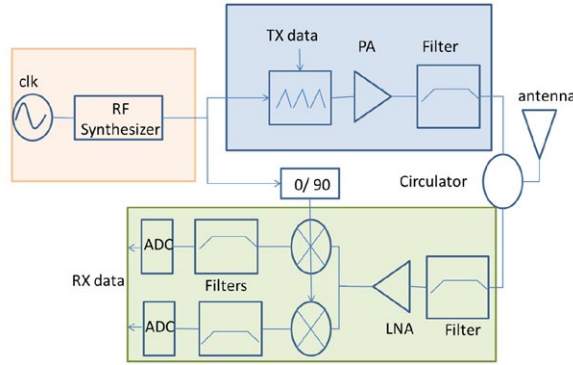 TX data
PA
Filter
clk
RF
Synthesizer
antenna
0/ 90
Circulator
ADC
Filters
RX data
ADC
LNA
Filter